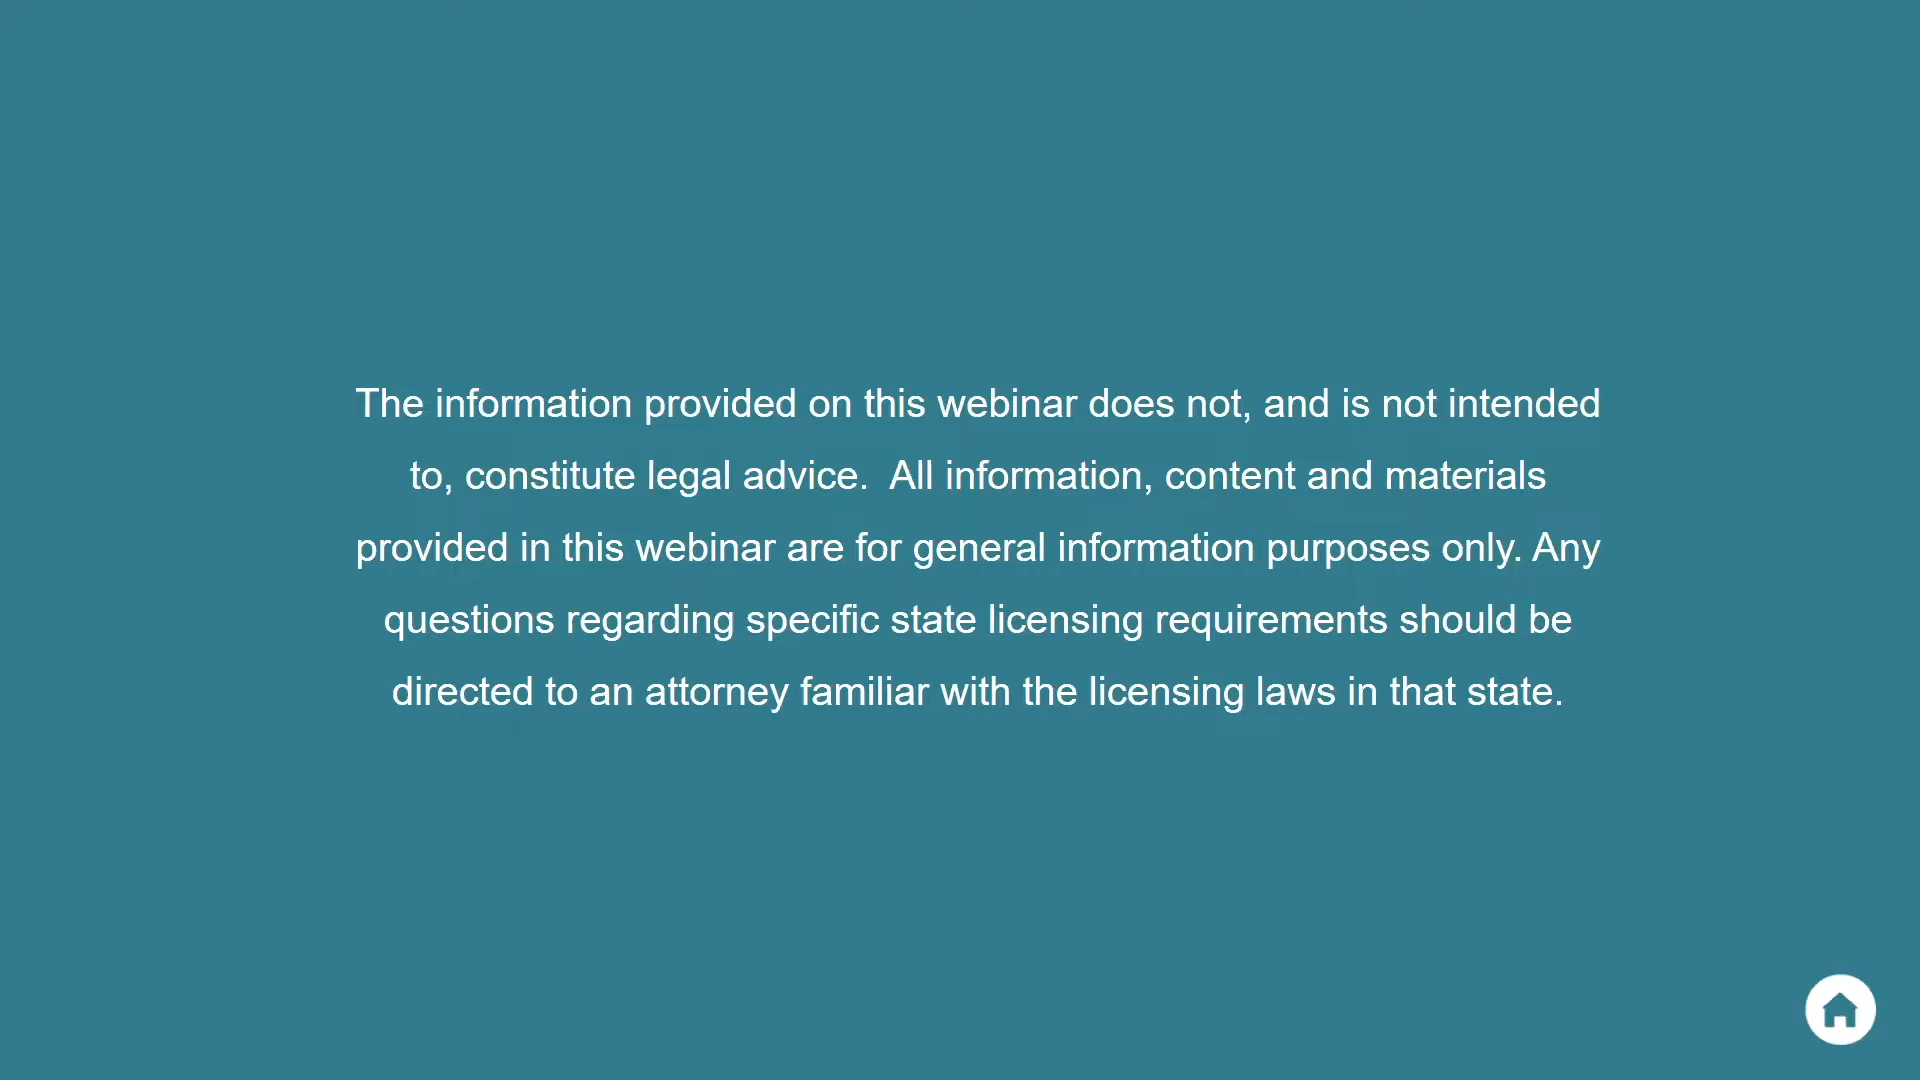 The information provided on this webinar does not, and is not intended
to, constitute legal advice.  All information, content and materials
provided in this webinar are for general information purposes only. Any
questions regarding specific state licensing requirements should be
directed to an attorney familiar with the licensing laws in that state.